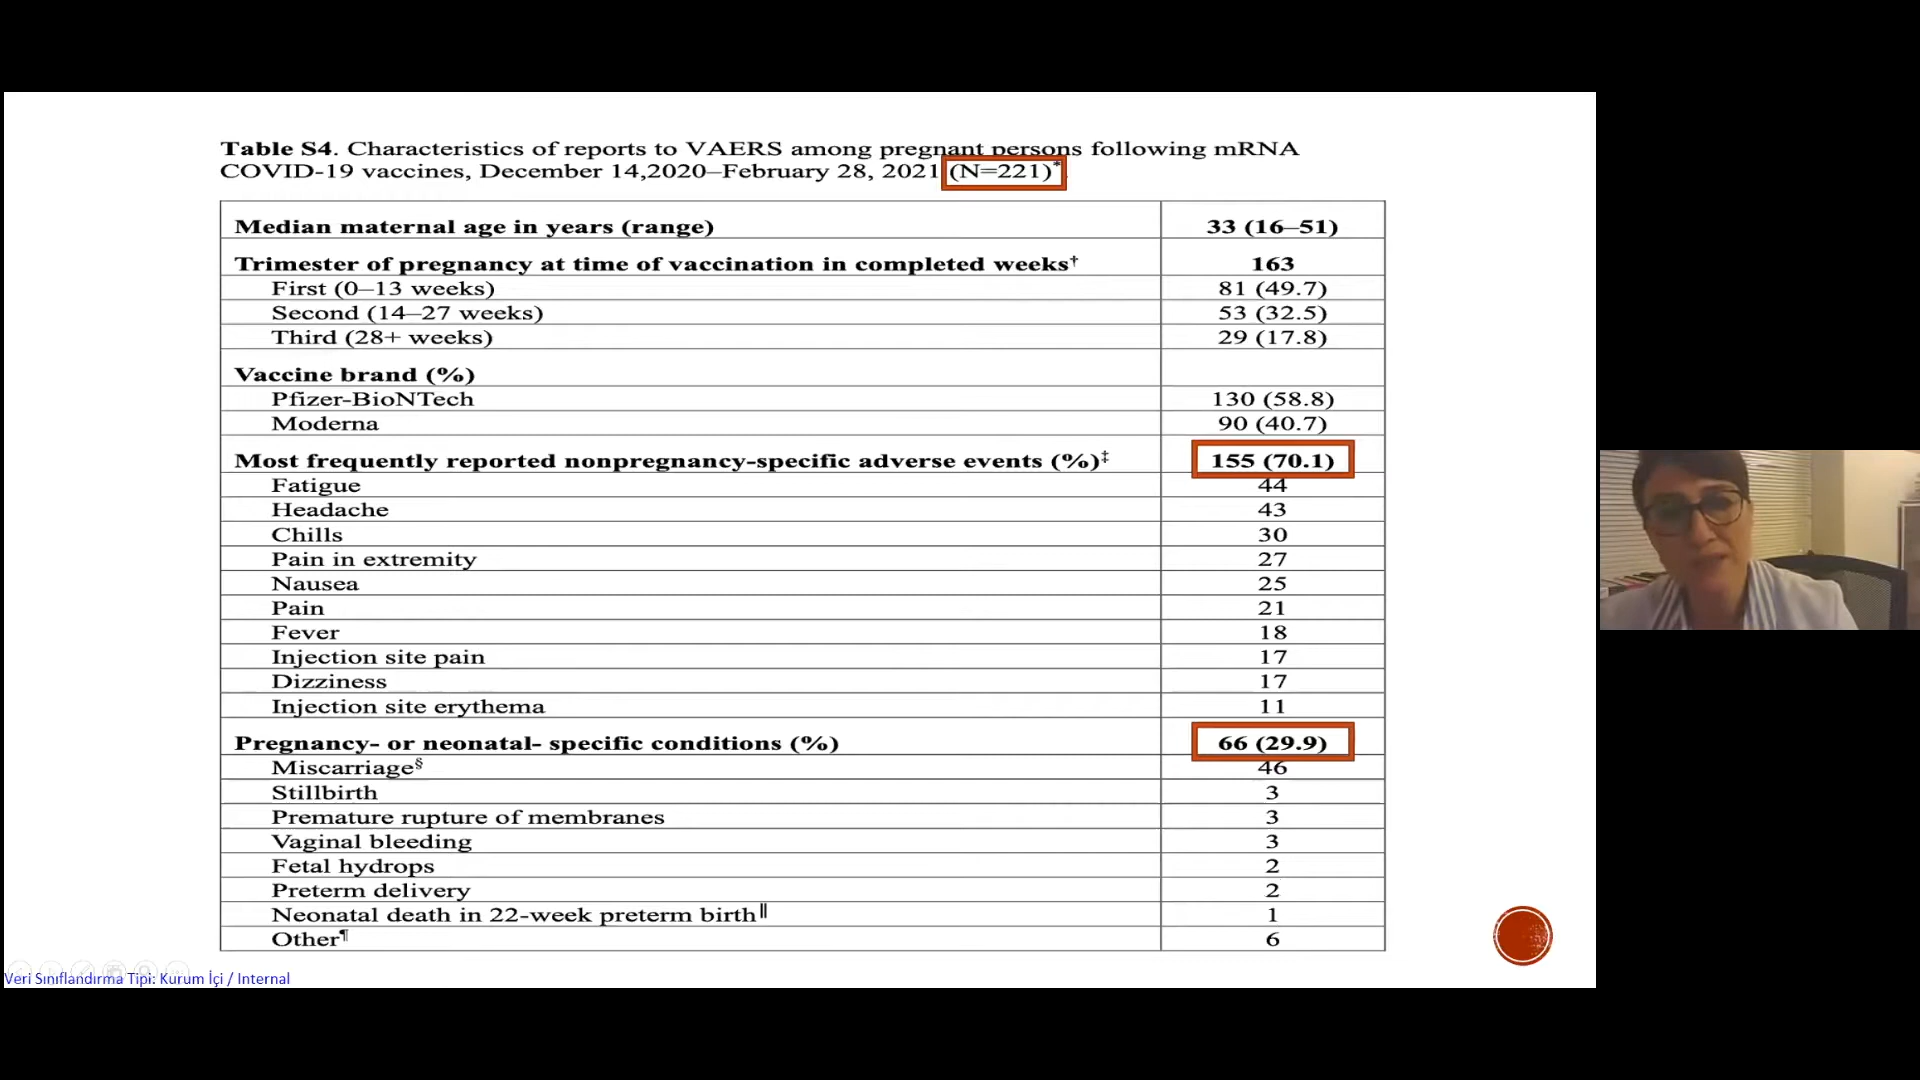 Table S4. Characteristics of reports to VAERS among pregnant persons following mRNA
COVID-19 vaccines, December 14,2020–February 28, 2021 (N=221)*
Median maternal age in years (range) 33 (16–51)
Trimester of pregnancy at time of vaccination in completed weeks† 163
First (0–13 weeks) 81 (49.7)
Second (14–27 weeks) 53 (32.5)
Third (28+ weeks) 29 (17.8)
Vaccine brand (%)
Pfizer-BioNTech 130 (58.8)
Moderna 90 (40.7)
Most frequently reported nonpregnancy-specific adverse events (%)‡ 155 (70.1)
Fatigue 44
Headache 43
Chills 30
Pain in extremity 27
Nausea 25
Pain 21
Fever 18
Injection site pain 17
Dizziness 17
Injection site erythema 11
Pregnancy- or neonatal- specific conditions (%) 66 (29.9)
Miscarriage§ 46
Stillbirth 3
Premature rupture of membranes 3
Vaginal bleeding 3
Fetal hydrops 2
Preterm delivery 2
Neonatal death in 22-week preterm birth‖ 1
Other¶ 6
Veri Sınıflandırma Tipi: Kurum İçi / Internal